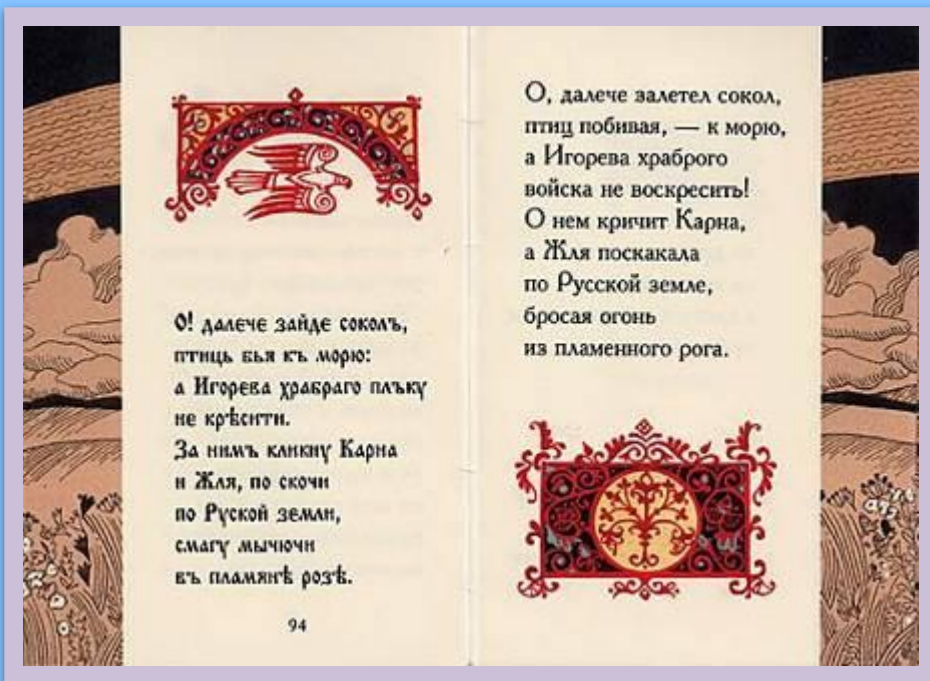 О! далече зайде соколъ,
птиць бья къ морю:
а Игорева храбраго плъку
не крѣсити.
За нимъ кликну Карна
и Жля, по скочи
по Руской земли,
смагу мычючи
въ пламянѣ розѣ.
94
О, далече залетел сокол,
птиц побивая, — к морю,
а Игорева храброго
войска не воскресить!
О нем кричит Карна,
а Жля поскакала
по Русской земле,
бросая огонь
из пламенного рога.